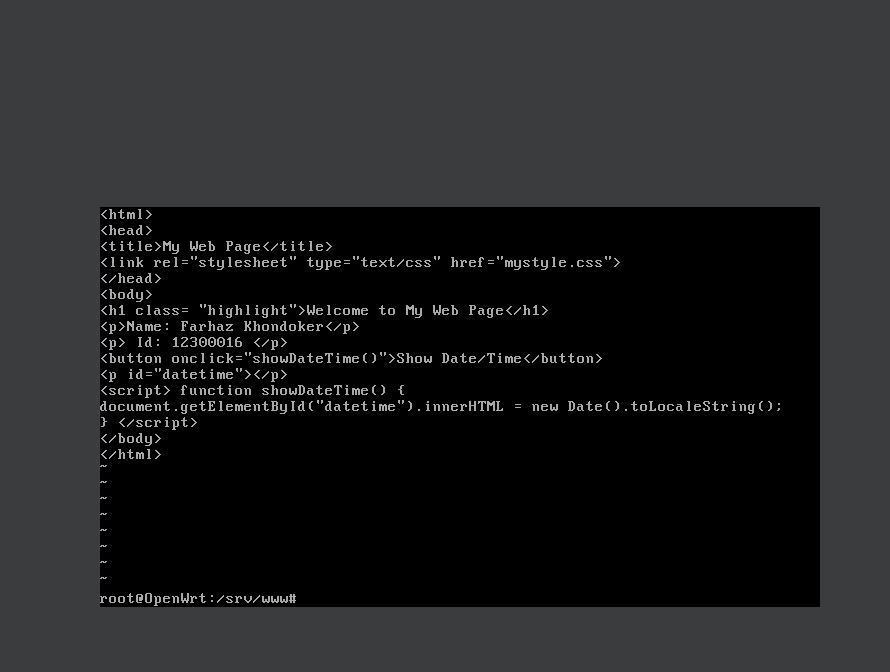 <html>
<head>
<title>My Web Page</title>
<link rel="stylesheet" type="text/css" href="mystyle.css">
</head>
<body>
<h1 class= "highlight">Welcome to My Web Page</h1>
<p>Name: Farhaz Khondoker</p>
<p> Id: 12300016 </p>
<button onclick="showDateTime()">Show Date/Time</button>
<p id="datetime"></p>
<script> function showDateTime() {
document.getElementById("datetime").innerHTML = new Date().toLocaleString();
} </script>
</body>
</html>
~
~
~
~
~
~
~
~
root@OpenWrt:/srv/www#